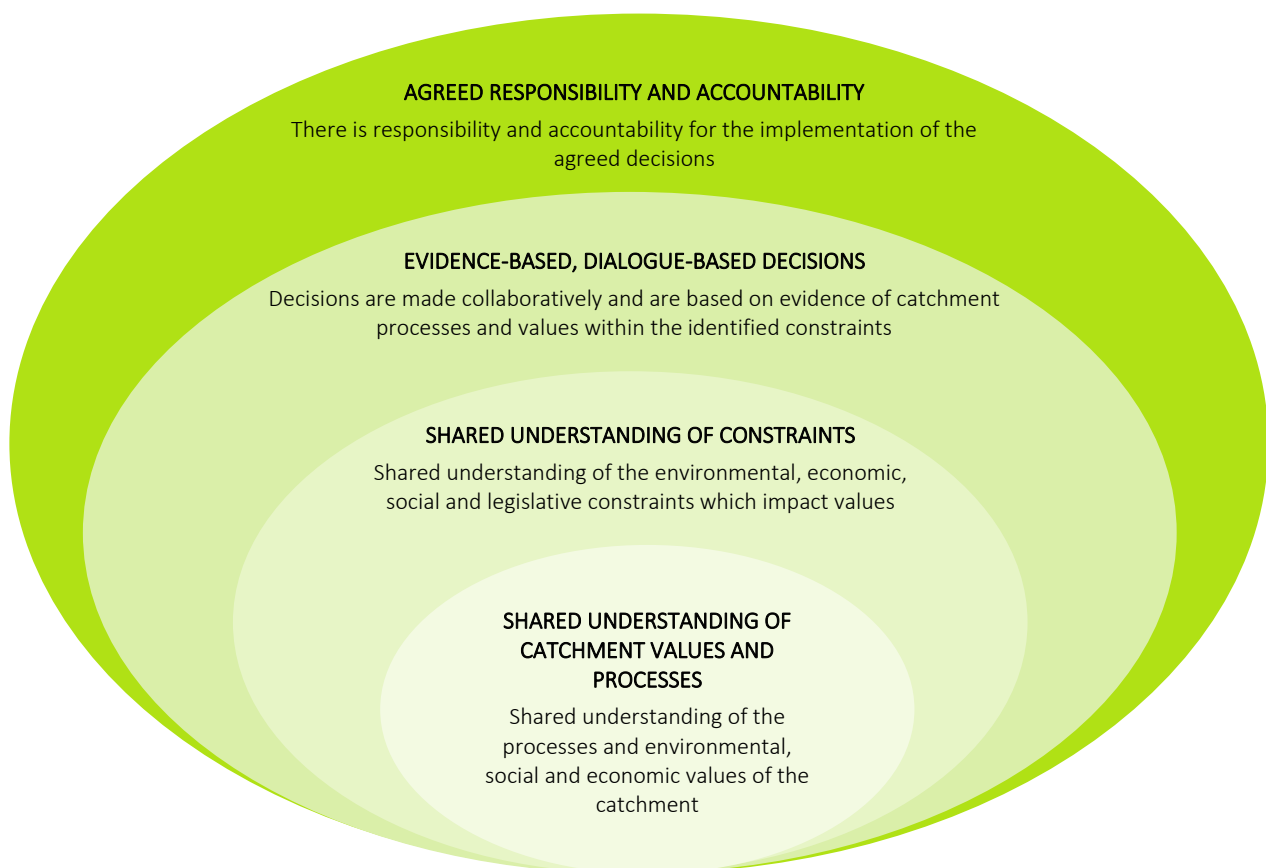 AGREED RESPONSIBILITY AND ACCOUNTABILITY
There is responsibility and accountability for the implementation of the
agreed decisions
EVIDENCE-BASED, DIALOGUE-BASED DECISIONS
Decisions are made collaboratively and are based on evidence of catchment
processes and values within the identified constraints
SHARED UNDERSTANDING OF CONSTRAINTS
Shared understanding of the environmental, economic,
social and legislative constraints which impact values
SHARED UNDERSTANDING OF
CATCHMENT VALUES AND
PROCESSES
Shared understanding of the
processes and environmental,
social and economic values of the
catchment